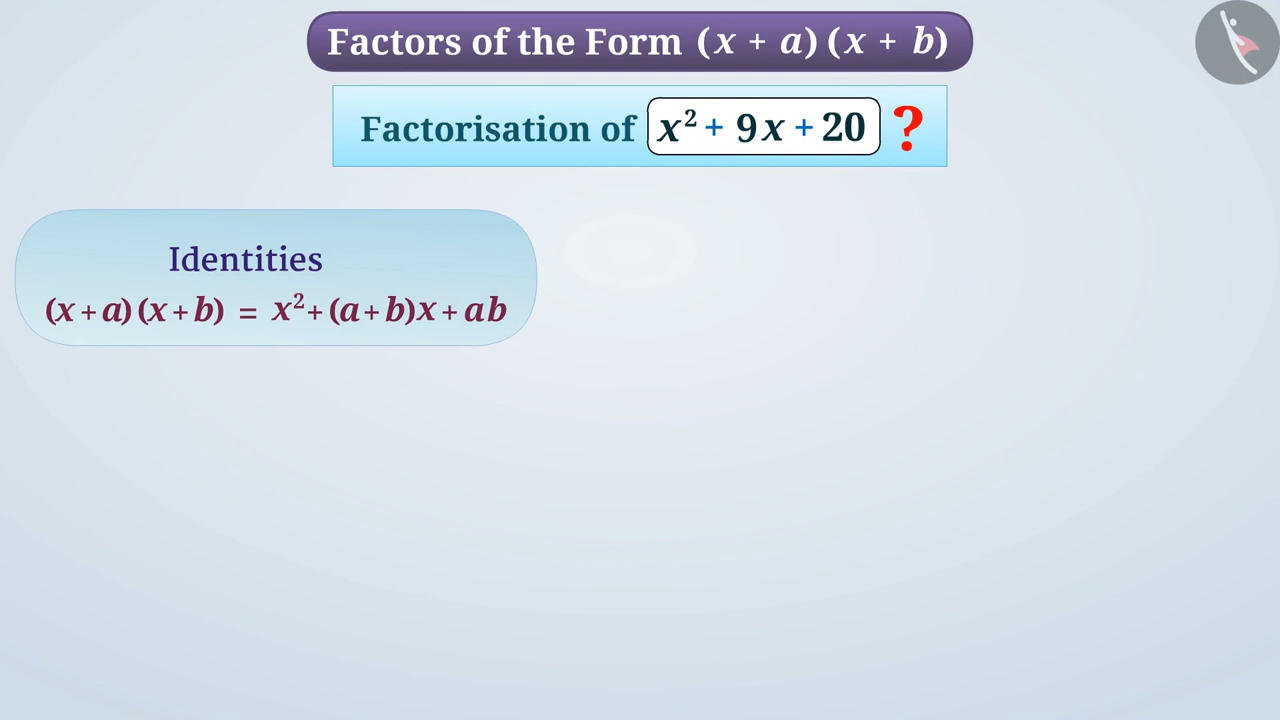 Factors of the Form (x + a) (x + b)
Factorisation of x² + 9x + 20 ?
Identities
(x+a)(x+b) = x²+(a+b)x+ab